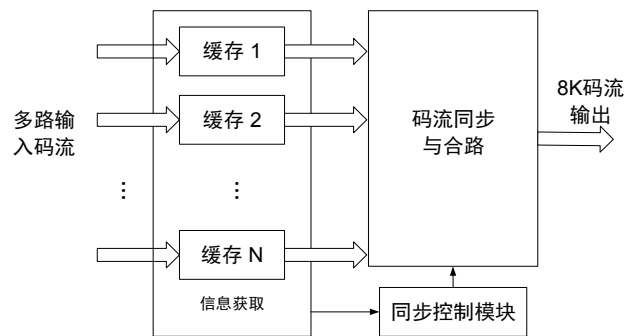 多路输
入码流
缓存 1
缓存 2
⋮
⋮
缓存 N
信息获取
码流同步
与合路
同步控制模块
8K码流
输出